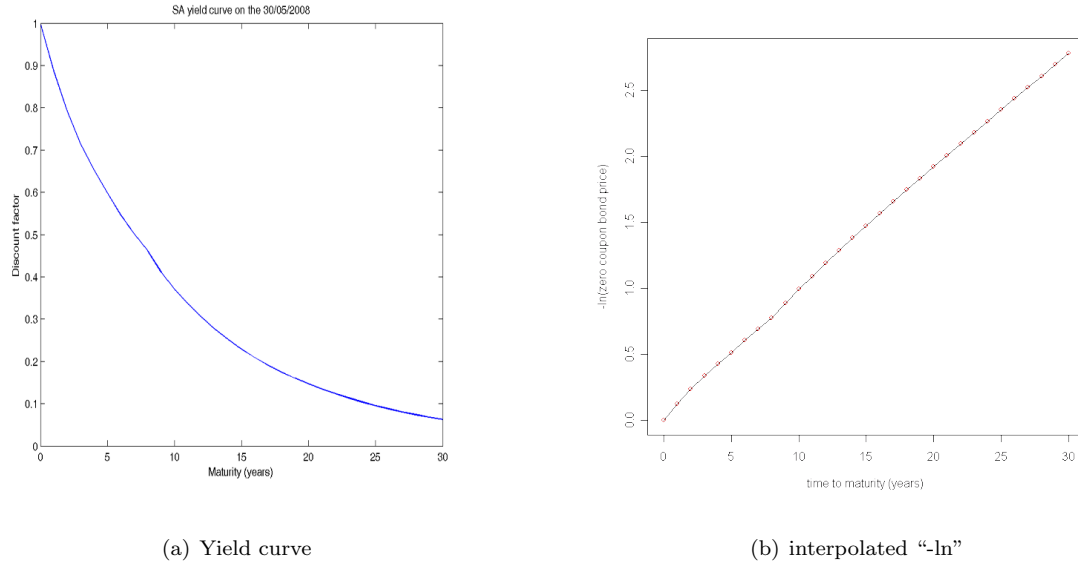 SA yield curve on the 30/05/2008
1
0.9
0.8
0.7
0.6
0.5
0.4
0.3
0.2
0.1
0
Discount factor
0 5 10 15 20 25 30
Maturity (years)
(a) Yield curve
2.5
2.0
1.5
1.0
0.5
0.0
-ln(zero coupon bond price)
0 5 10 15 20 25 30
time to maturity (years)
(b) interpolated “-ln”